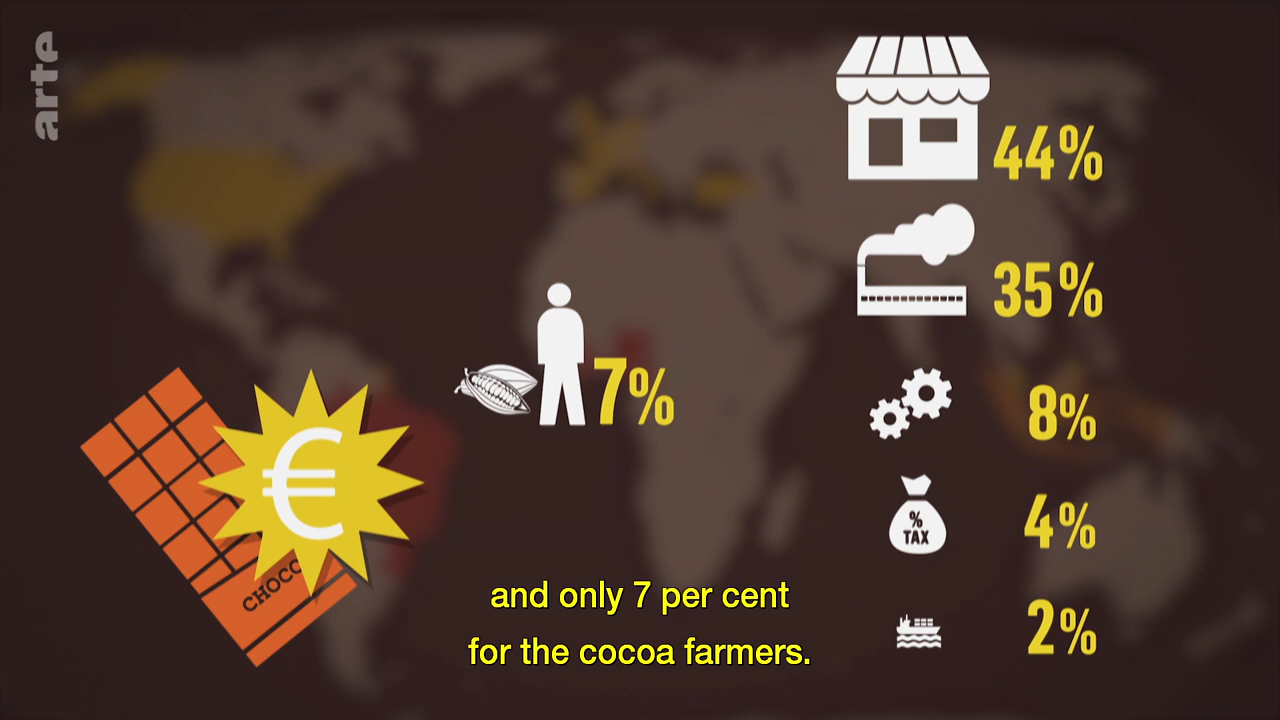 arte
44%
35%
7%
8%
4%
% TAX
2%
€
CHOCO
and only 7 per cent
for the cocoa farmers.